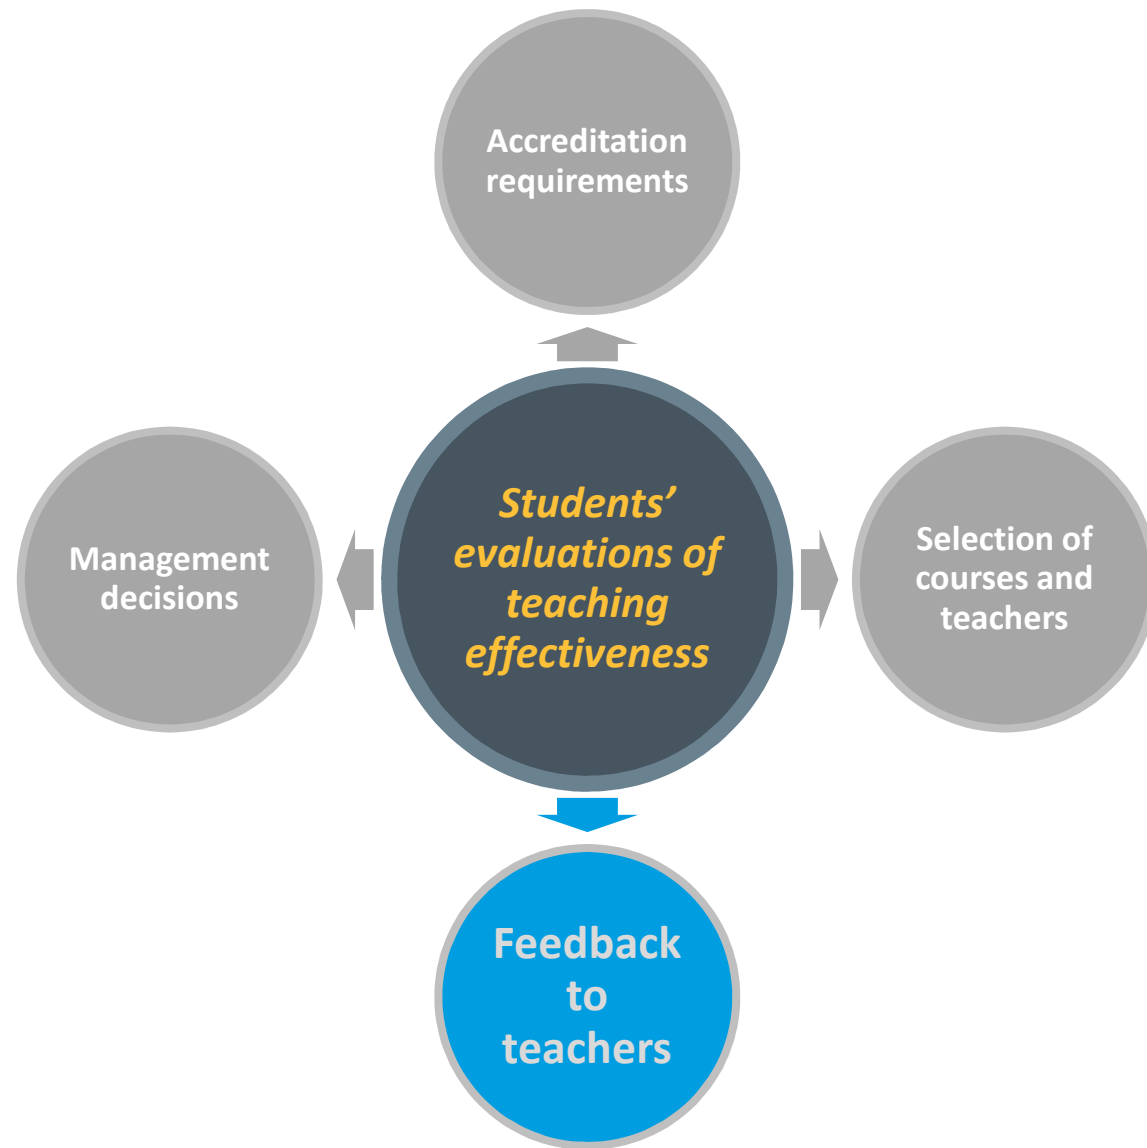 Accreditation
requirements
Management
decisions
Students’
evaluations of
teaching
effectiveness
Selection of
courses and
teachers
Feedback
to
teachers